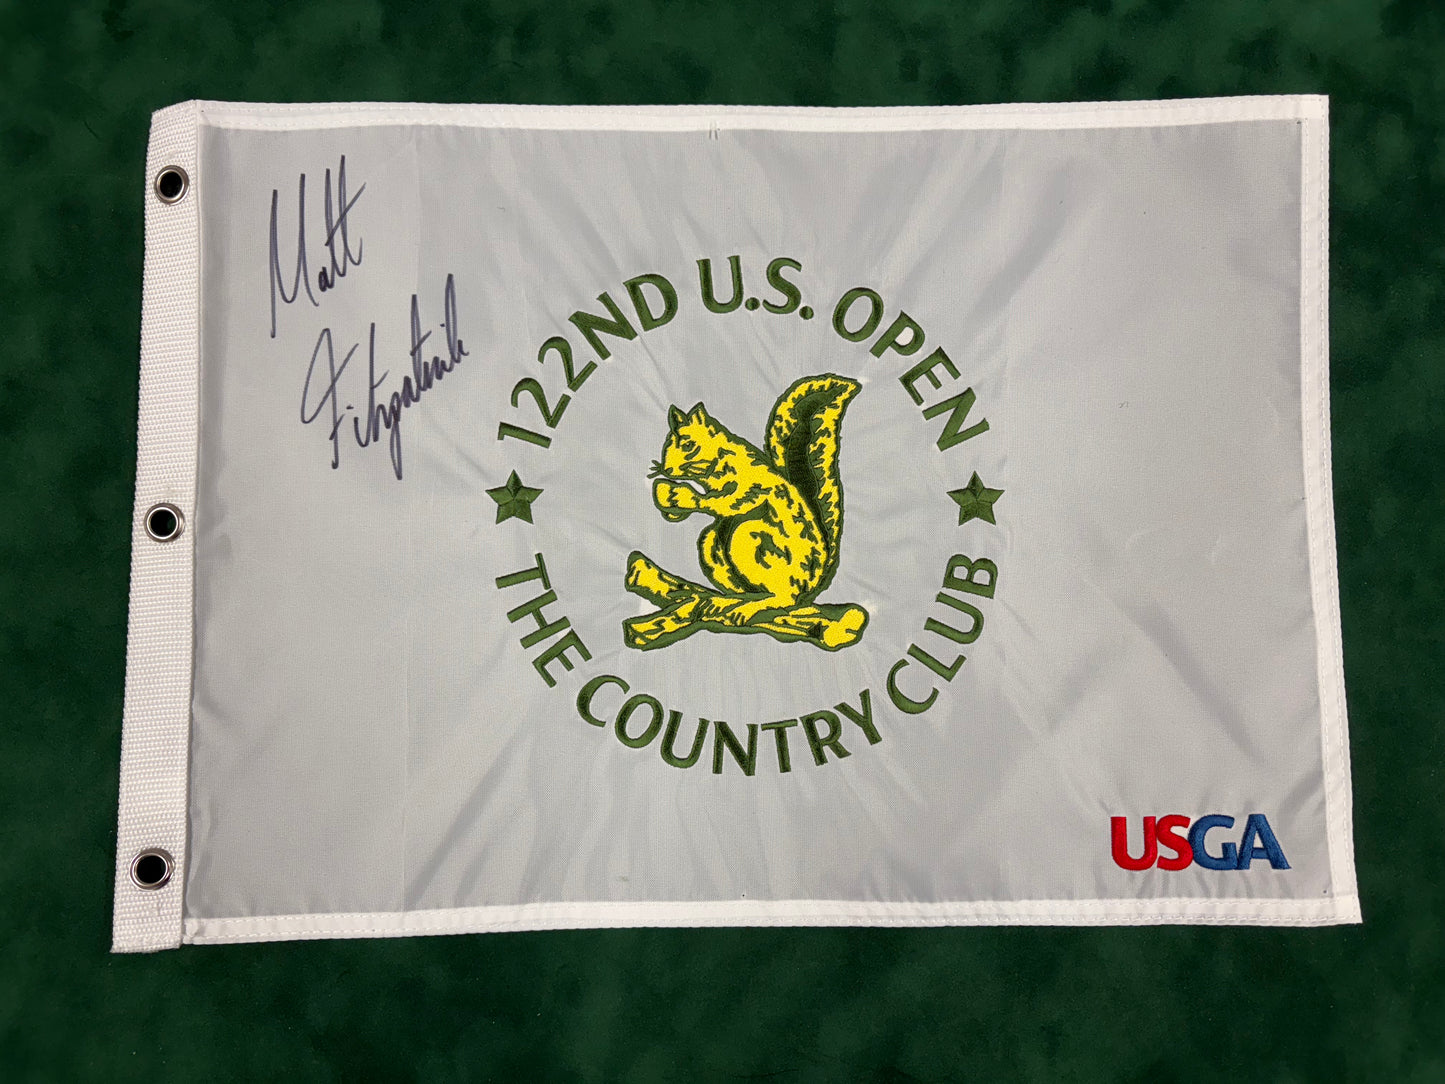 Matt
Fitzpatrick
122ND U.S. OPEN
THE COUNTRY CLUB
USGA